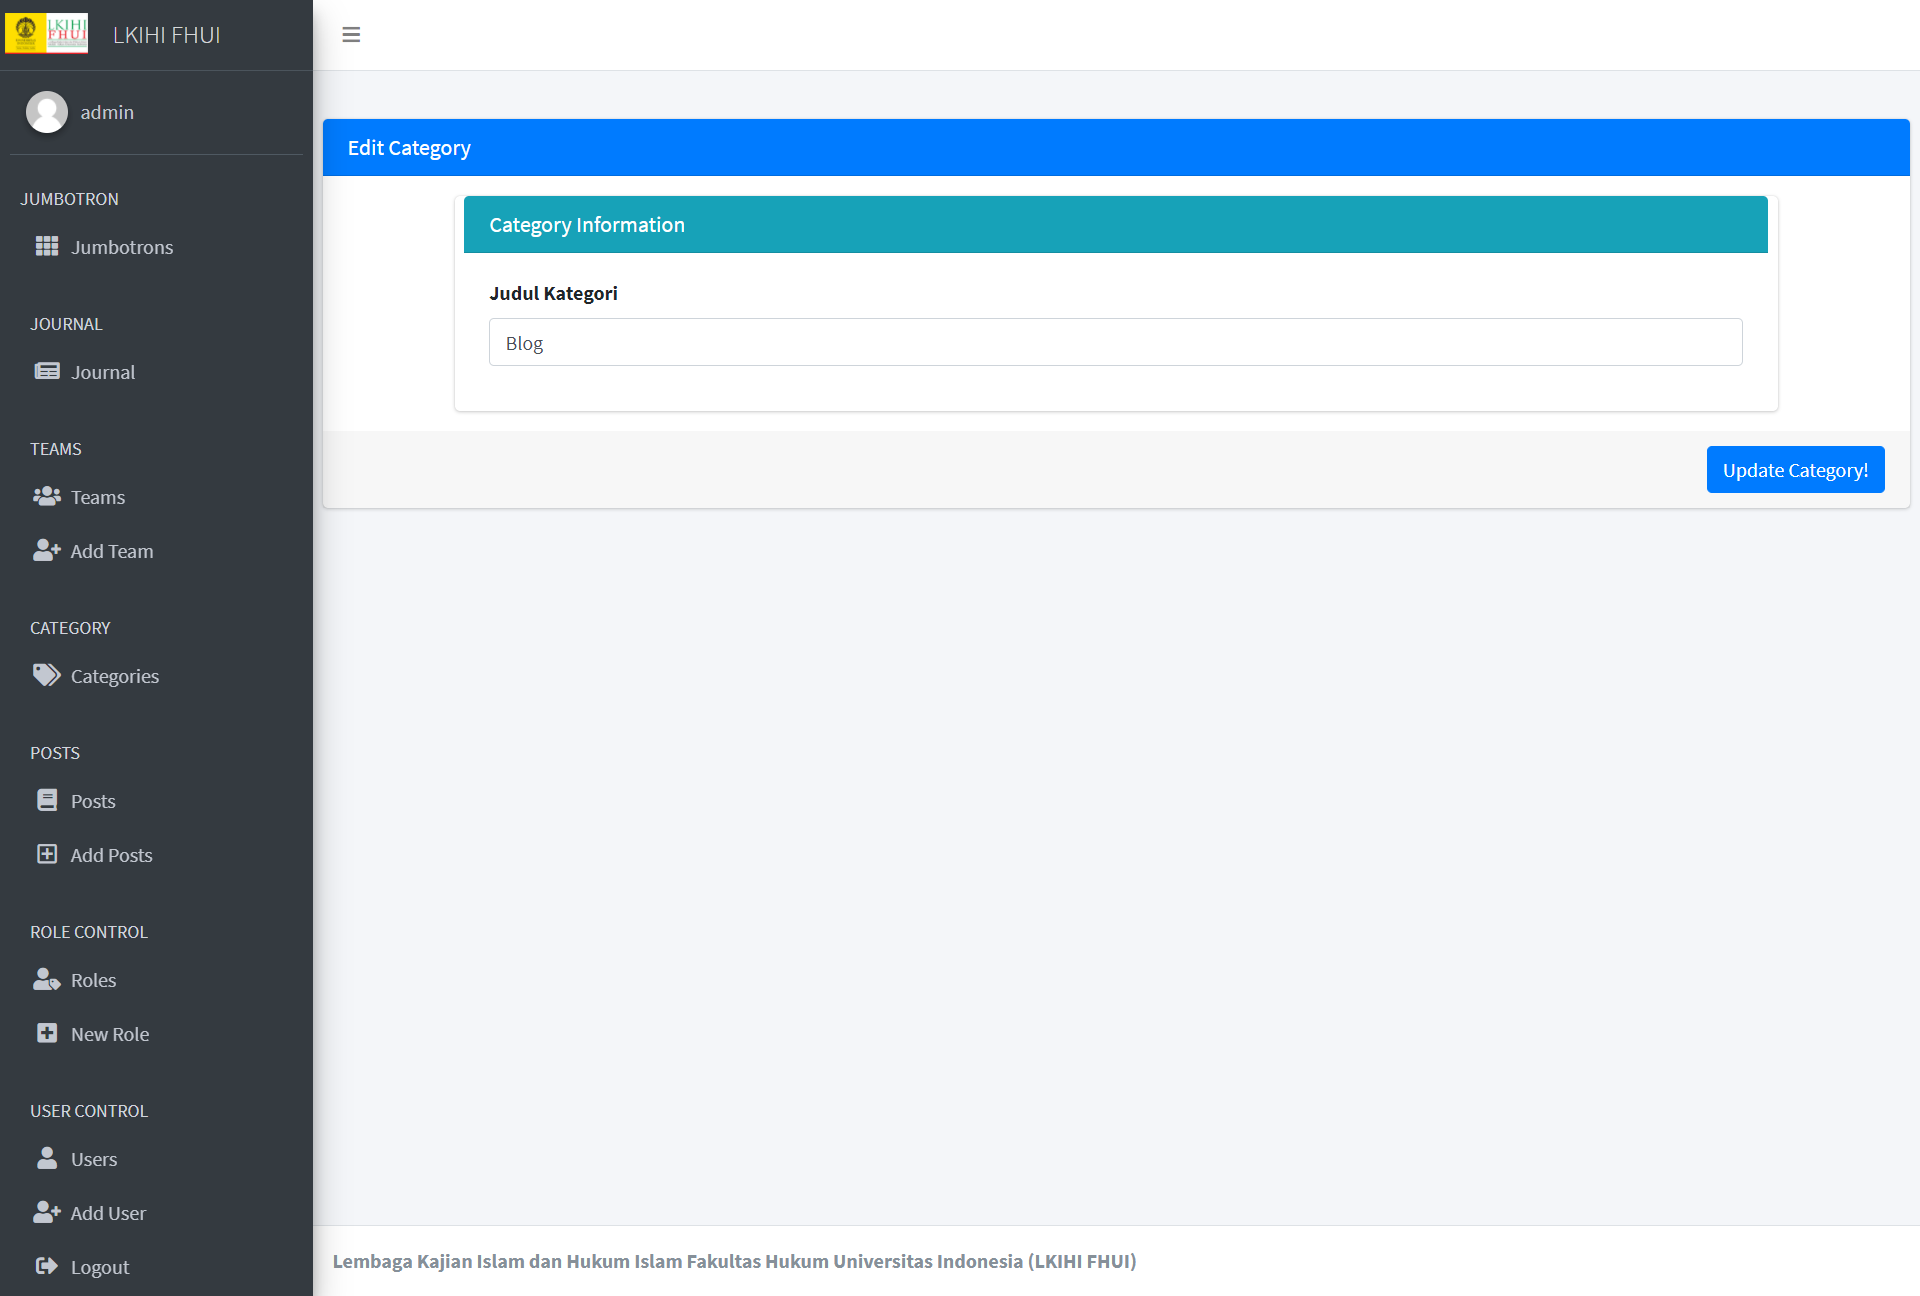 LKIHI
FHUI
LKIHI FHUI
admin
JUMBOTRON
Jumbotrons
JOURNAL
Journal
TEAMS
Teams
Add Team
CATEGORY
Categories
POSTS
Posts
Add Posts
ROLE CONTROL
Roles
New Role
USER CONTROL
Users
Add User
Logout
Edit Category
Category Information
Judul Kategori
Blog
Update Category!
Lembaga Kajian Islam dan Hukum Islam Fakultas Hukum Universitas Indonesia (LKIHI FHUI)